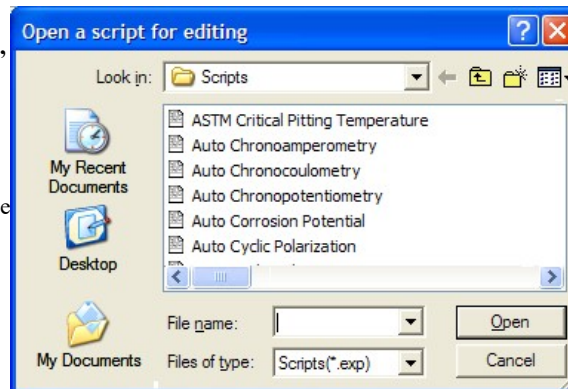 Open a script for editing
,
Look in: Scripts
ASTM Critical Pitting Temperature
Auto Chronoamperometry
Auto Chronocoulometry
Auto Chronopotentiometry
Auto Corrosion Potential
Auto Cyclic Polarization
My Recent
Documents
e
Desktop
My Documents
File name:
Open
Files of type: Scripts(*.exp)
Cancel